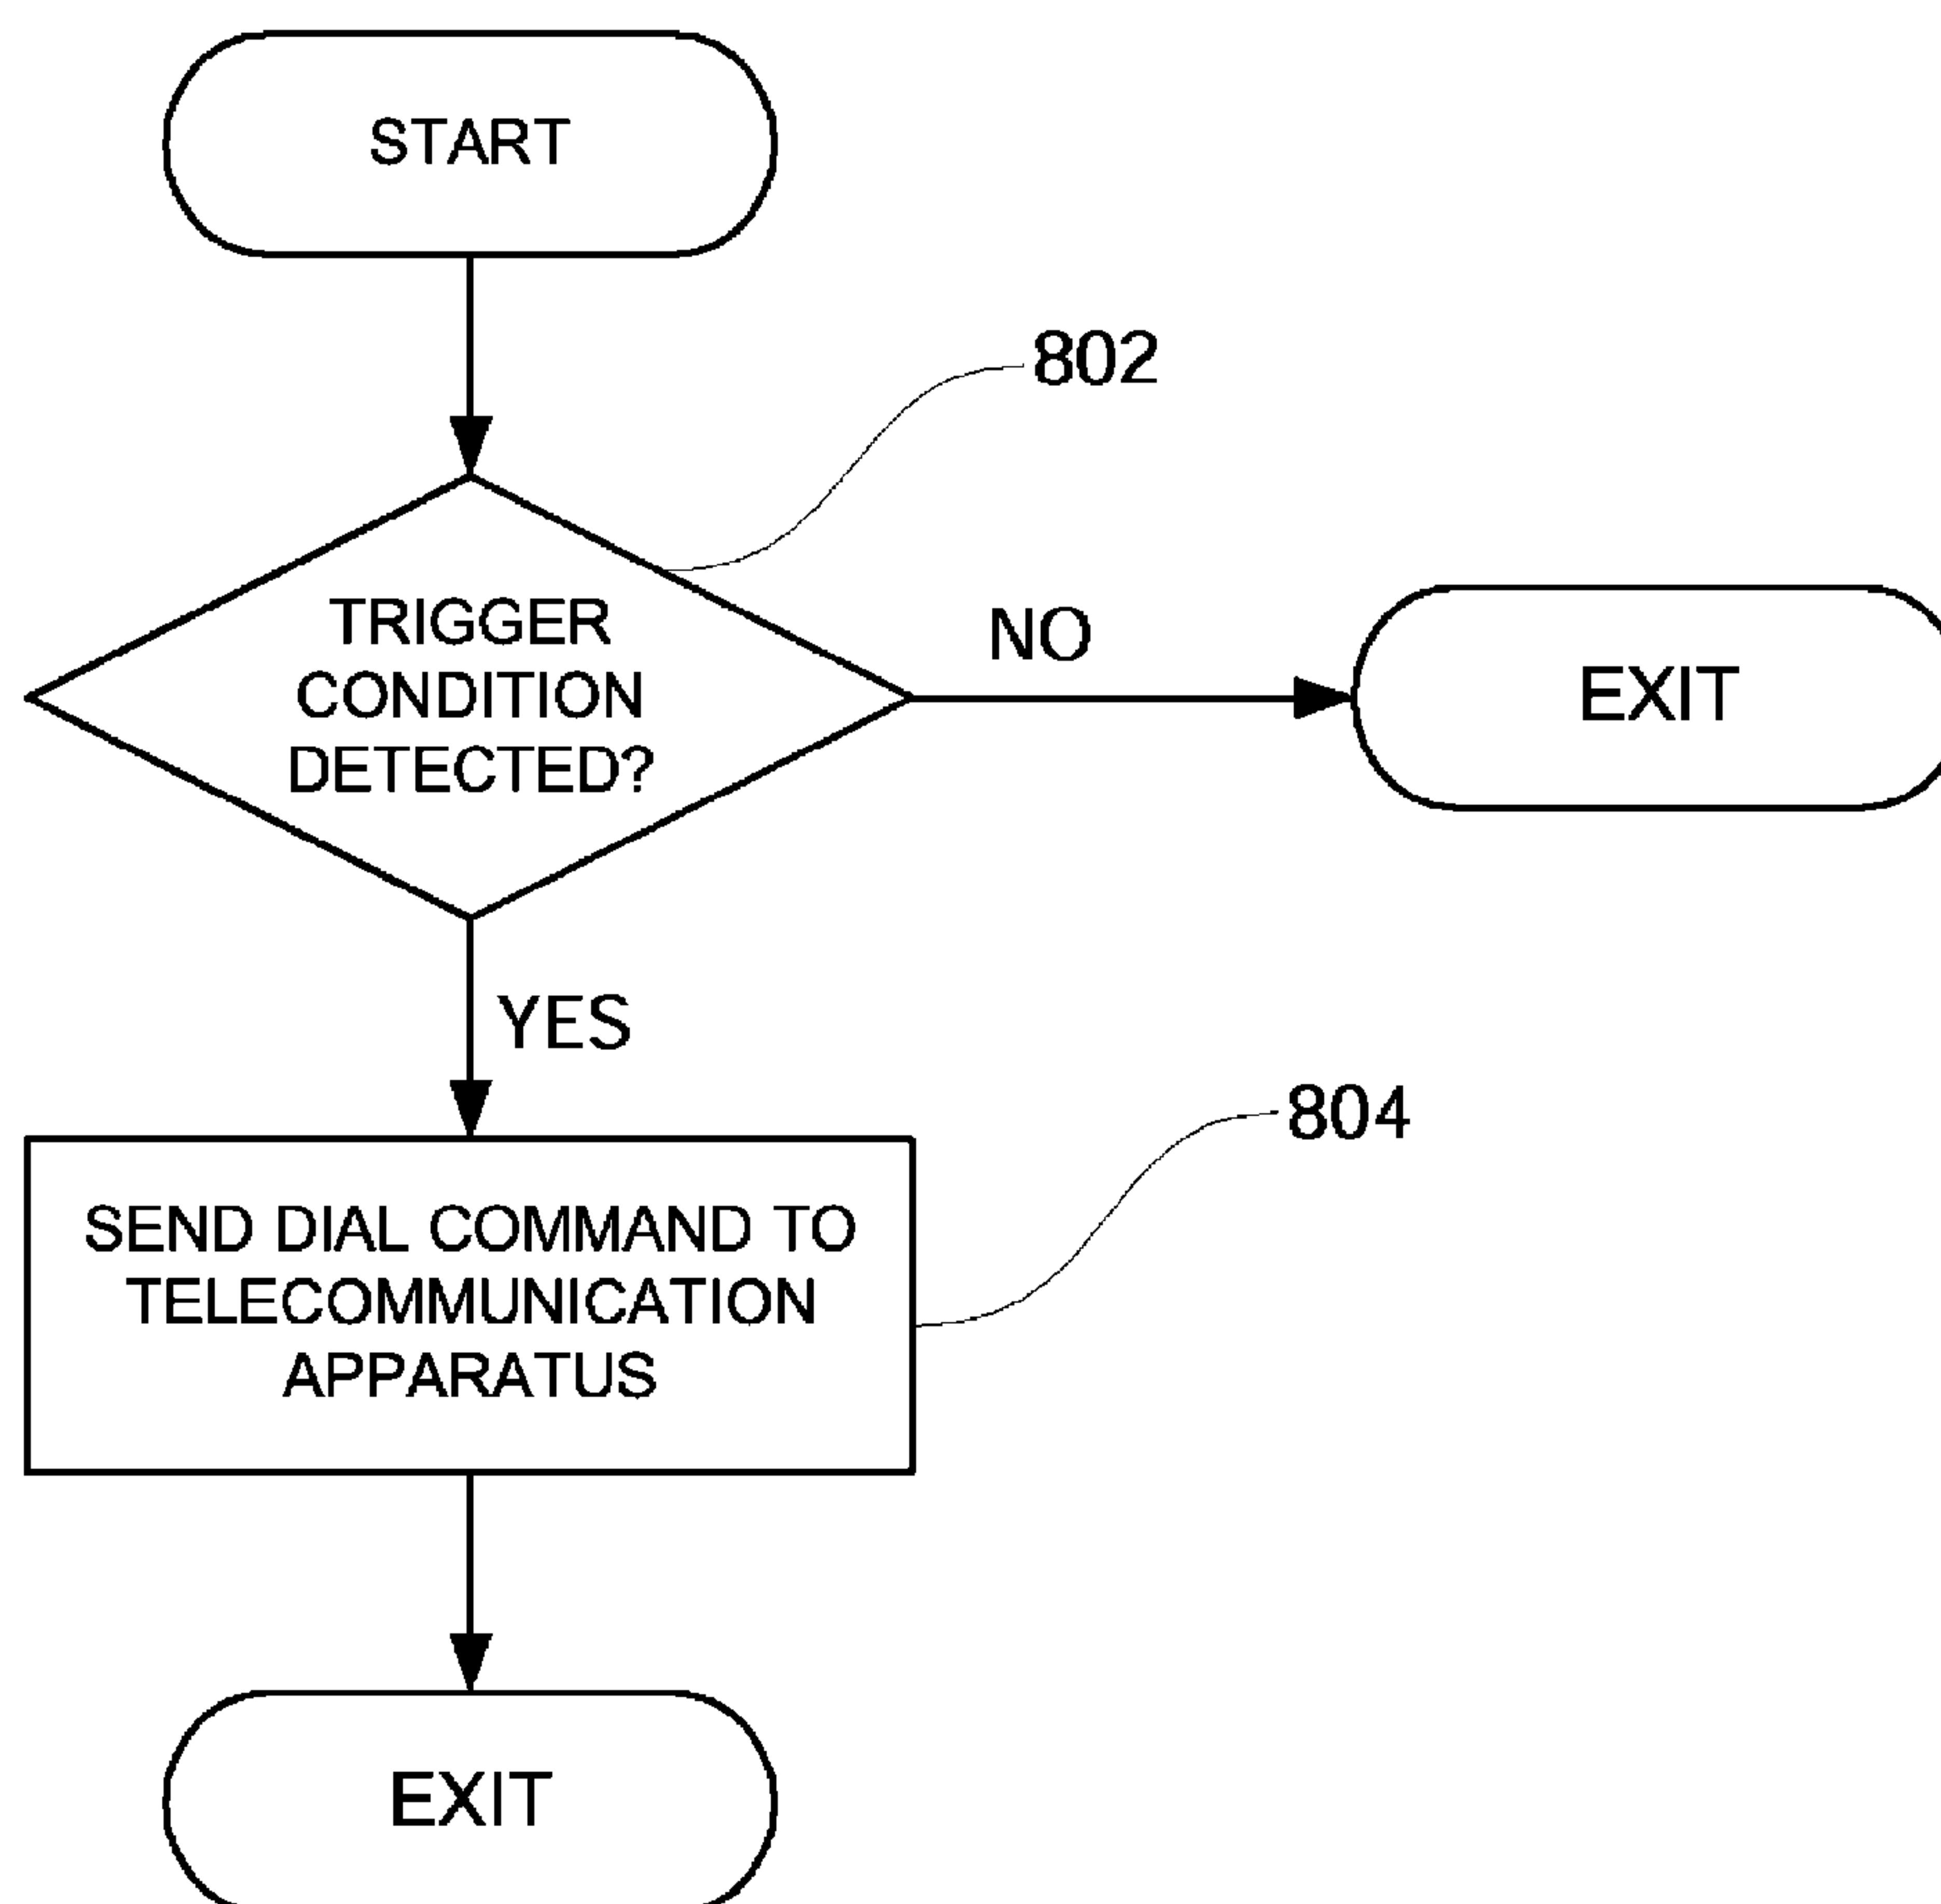 START
802
TRIGGER
CONDITION
DETECTED?
NO
EXIT
YES
804
SEND DIAL COMMAND TO
TELECOMMUNICATION
APPARATUS
EXIT